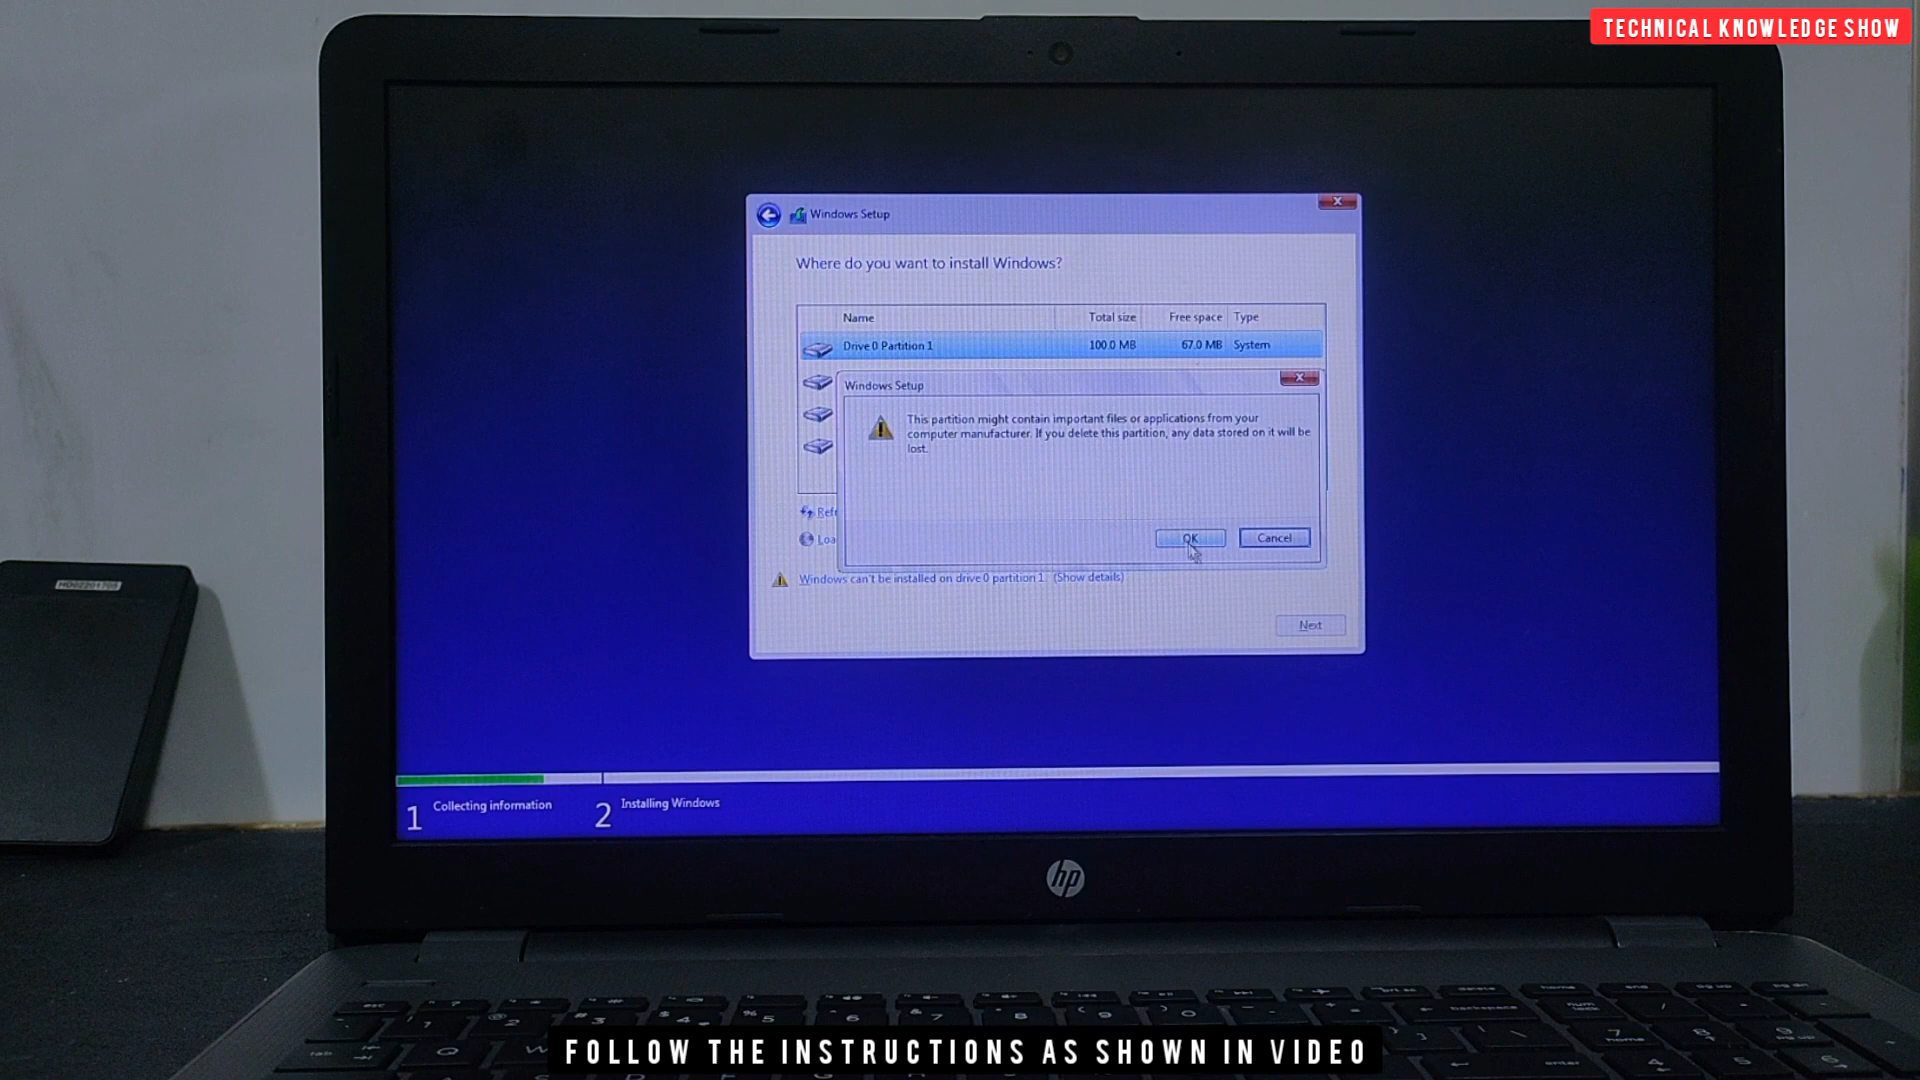 TECHNICAL KNOWLEDGE SHOW
Windows Setup
Where do you want to install Windows?
Name Total size Free space Type
Drive 0 Partition 1 100.0 MB 67.0 MB System
Windows Setup
This partition might contain important files or applications from your
computer manufacturer. If you delete this partition, any data stored on it will be
lost.
OK Cancel
Refr
Loa
Windows can't be installed on drive 0 partition 1. (Show details)
Next
1 Collecting information 2 Installing Windows
hp
FOLLOW THE INSTRUCTIONS AS SHOWN IN VIDEO